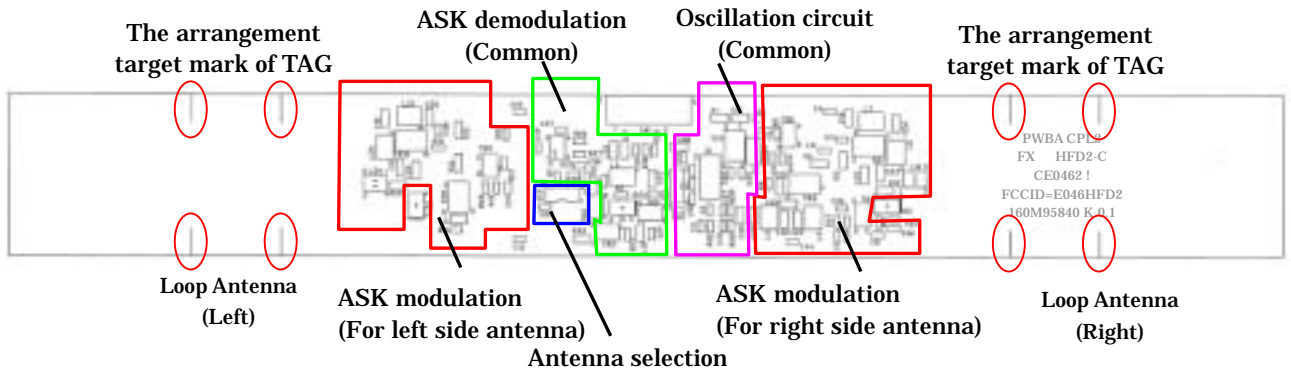 ASK demodulation
(Common)
Oscillation circuit
(Common)
The arrangement
target mark of TAG
The arrangement
target mark of TAG
PWBA CPL2
FX HFD2-C
CE0462 !
FCCID=E046HFD2
160M95840 K 0.1
Loop Antenna
(Left)
ASK modulation
(For left side antenna)
Antenna selection
ASK modulation
(For right side antenna)
Loop Antenna
(Right)